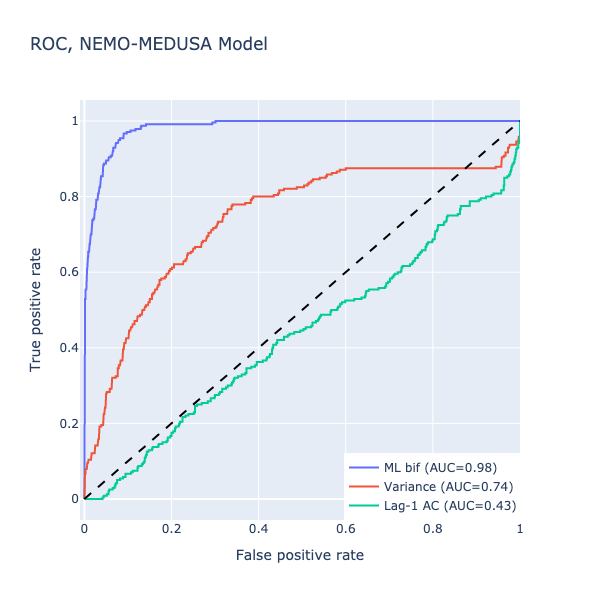 ROC, NEMO-MEDUSA Model
True positive rate
1
0.8
0.6
0.4
0.2
0
0
0.2
0.4
0.6
0.8
1
False positive rate
ML bif (AUC=0.98)
Variance (AUC=0.74)
Lag-1 AC (AUC=0.43)